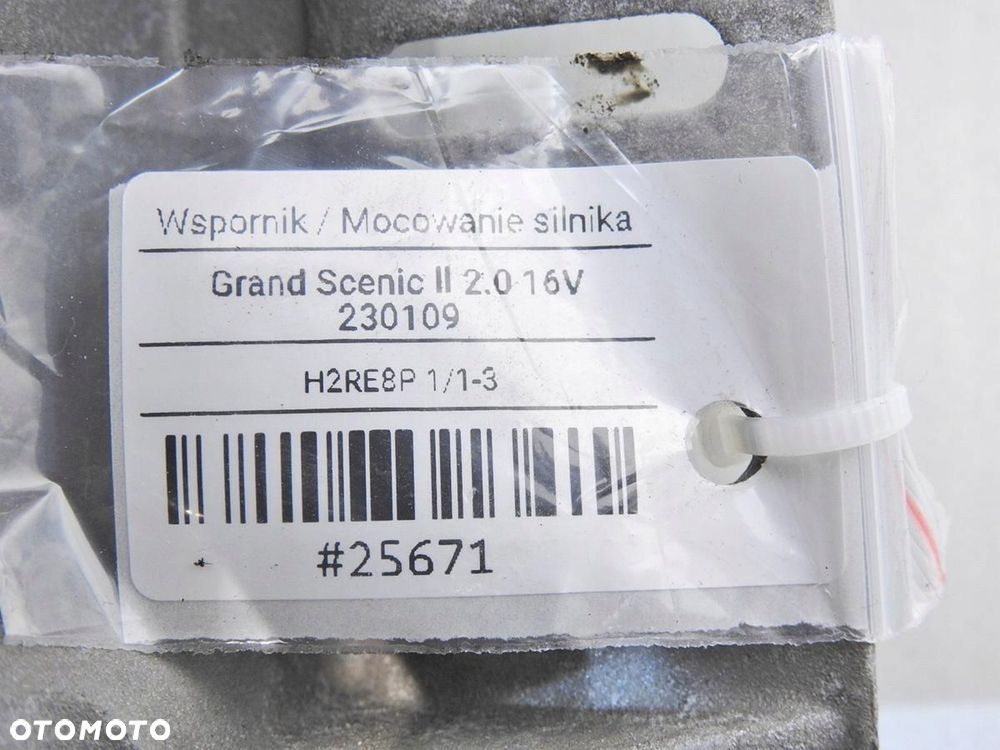 Wspornik / Mocowanie silnika
Grand Scenic II 2.0 16V
230109
H2RE8P 1/1-3
#25671
OTOMOTO